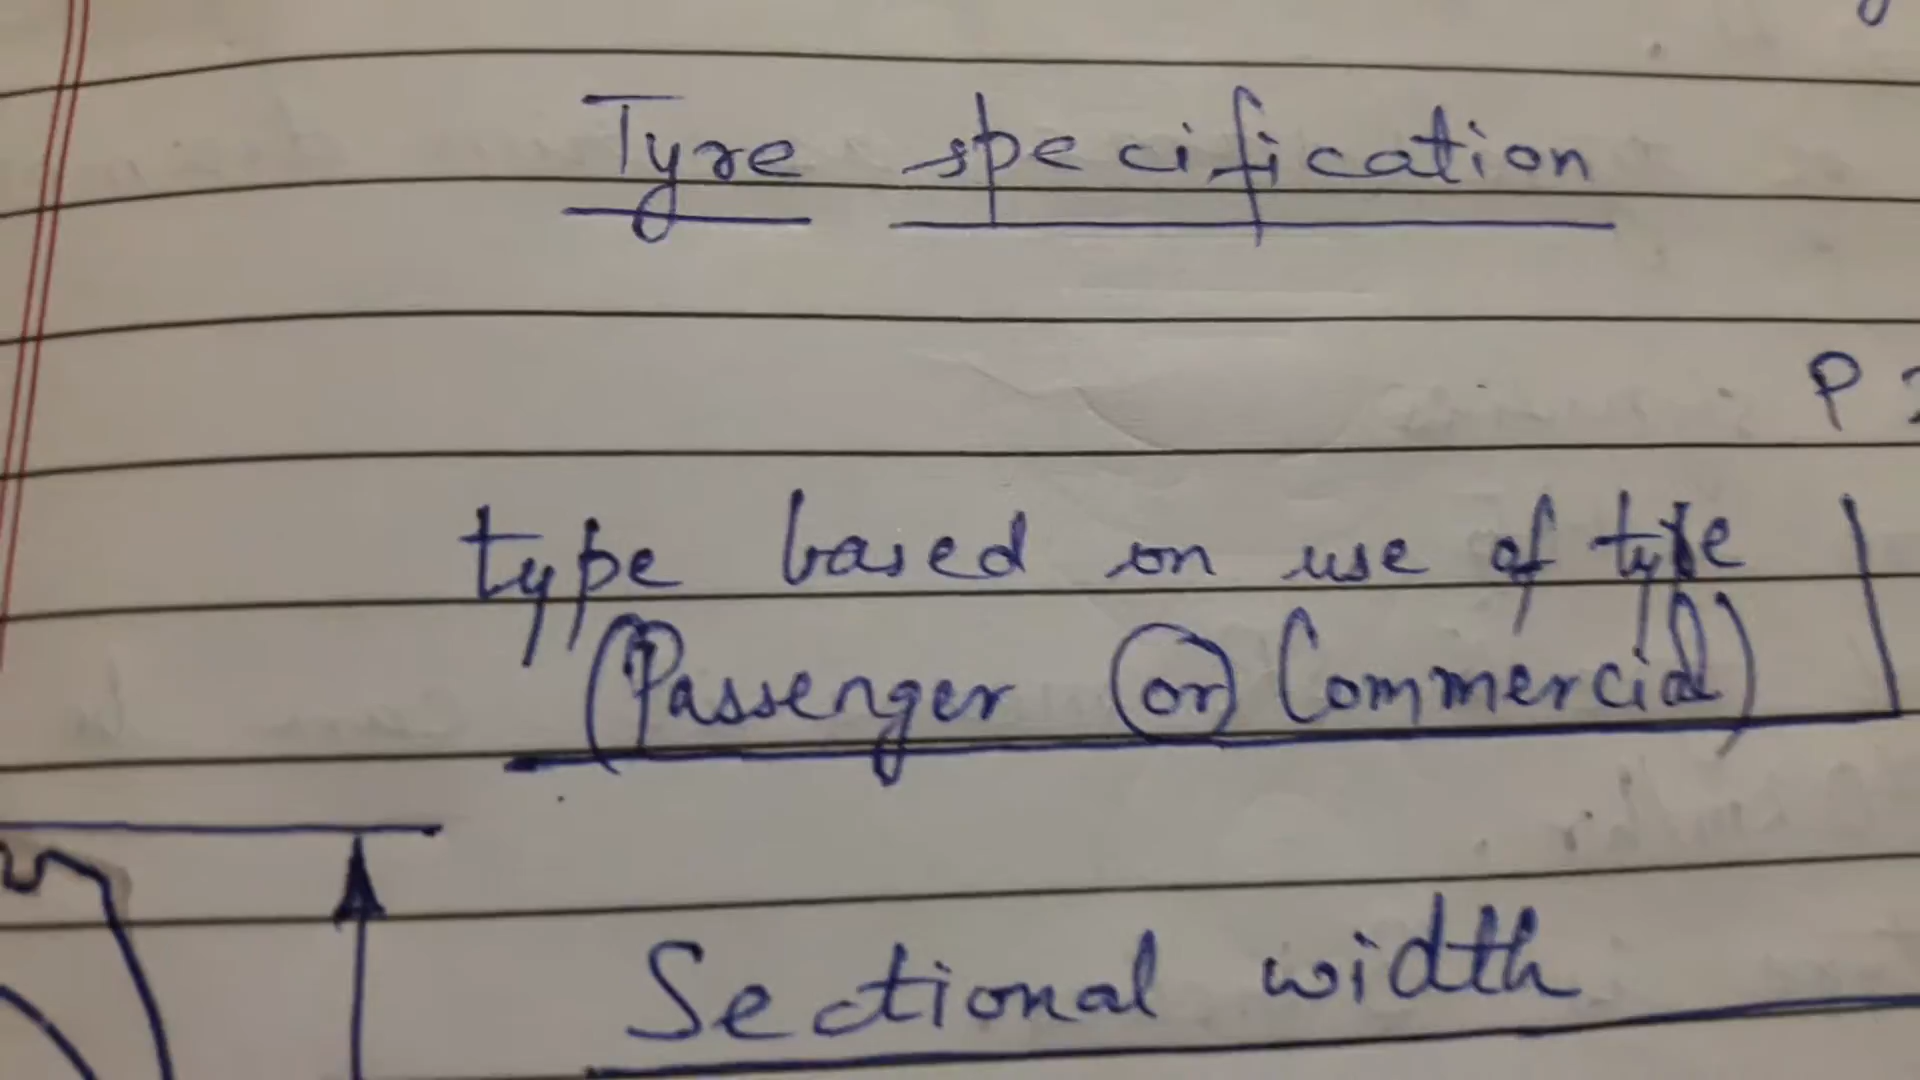 Tyre specification
P
type based on use of tyre
(Passenger or Commercial)
Sectional width